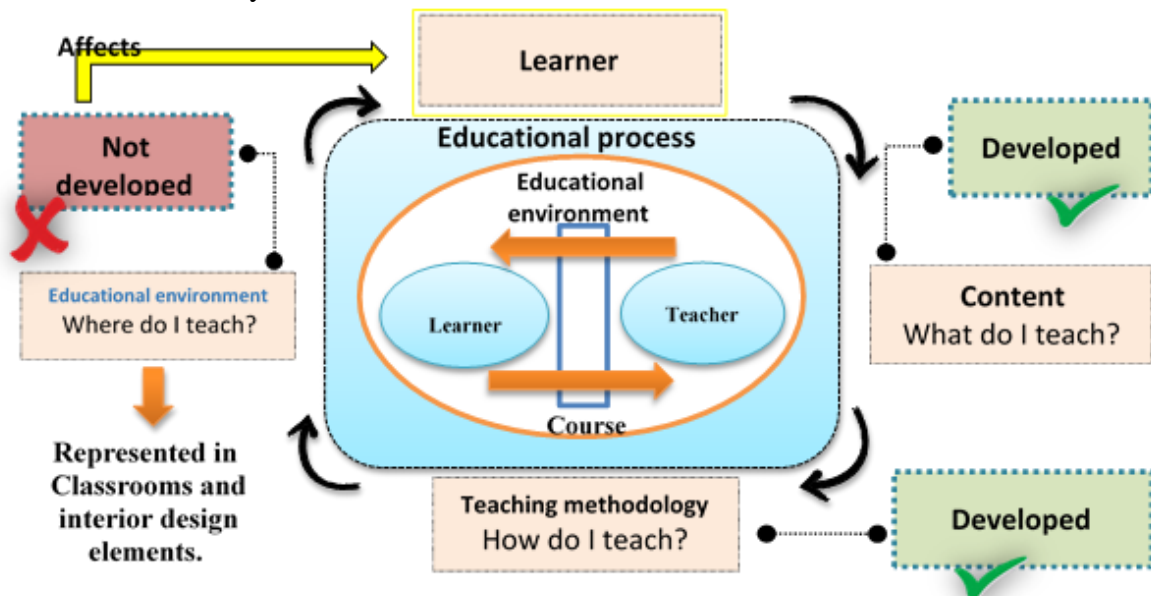 Affects
Learner
Not
developed
Educational process
Developed
Educational
environment
Educational environment
Where do I teach?
Learner
Teacher
Content
What do I teach?
Course
Represented in
Classrooms and
interior design
elements.
Teaching methodology
How do I teach?
Developed